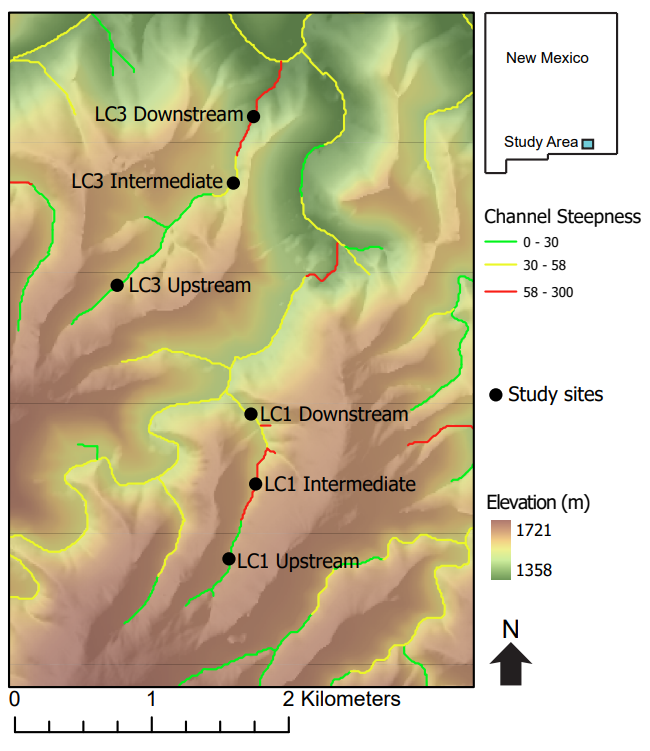 New Mexico
Study Area
LC3 Downstream
LC3 Intermediate
LC3 Upstream
Channel Steepness
0 - 30
30 - 58
58 - 300
Study sites
LC1 Downstream
LC1 Intermediate
LC1 Upstream
Elevation (m)
1721
1358
N
0 1 2 Kilometers